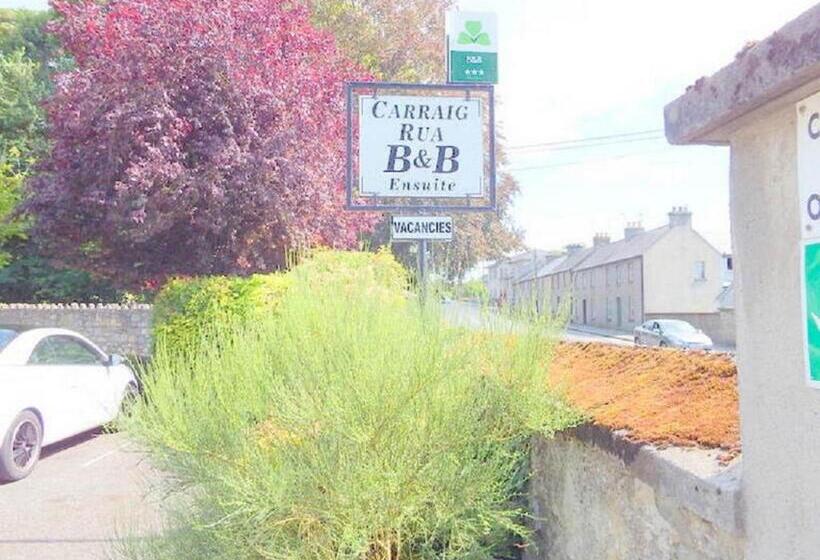 CARRAIG
RUA
B&B
ENSUITE
VACANCIES
C
O